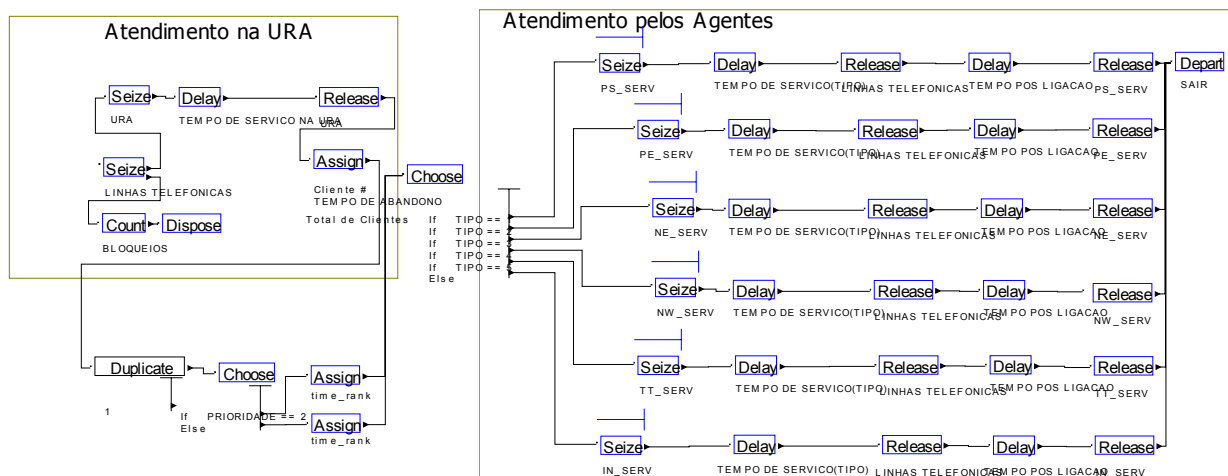 Atendimento na URA
Seize Delay Release
URA TEMPO DE SERVICO NA URA URA
Seize Assign
LINHAS TELEFONICAS Cliente #
TEMPO DE ABANDONO
Total de Clientes
Count Dispose
BLOQUEIOS
Choose
If TIPO ==
If TIPO == 2
If TIPO == 3
If TIPO == 4
If TIPO == 5
Else
Duplicate Choose Assign
time_rank
1
If PRIORIDADE == 2
Else
Assign
time_rank
Atendimento pelos Agentes
Seize Delay Release Delay Release Depart
PS_SERV TEMPO DE SERVICO(TIPO) LINHAS TELEFONICAS TEMPO POS LIGACAO PS_SERV SAIR
Seize Delay Release Delay Release
PE_SERV TEMPO DE SERVICO(TIPO) LINHAS TELEFONICAS TEMPO POS LIGACAO PE_SERV
Seize Delay Release Delay Release
NE_SERV TEMPO DE SERVICO(TIPO) LINHAS TELEFONICAS TEMPO POS LIGACAO NE_SERV
Seize Delay Release Delay Release
NW_SERV TEMPO DE SERVICO(TIPO) LINHAS TELEFONICAS TEMPO POS LIGACAO NW_SERV
Seize Delay Release Delay Release
TT_SERV TEMPO DE SERVICO(TIPO) LINHAS TELEFONICAS TEMPO POS LIGACAO TT_SERV
Seize Delay Release Delay Release
IN_SERV TEMPO DE SERVICO(TIPO) LINHAS TELEFONICAS TEMPO POS LIGACAO IN_SERV